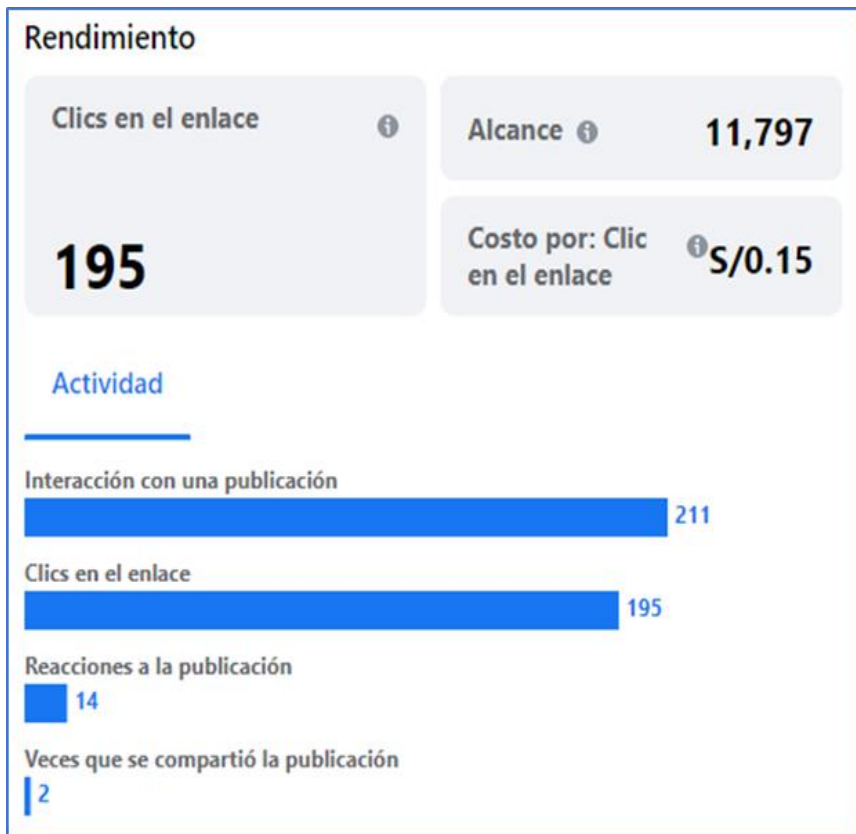 Rendimiento
Clics en el enlace
195
Alcance
11,797
Costo por: Clic
en el enlace
S/0.15
Actividad
Interacción con una publicación
211
Clics en el enlace
195
Reacciones a la publicación
14
Veces que se compartió la publicación
2